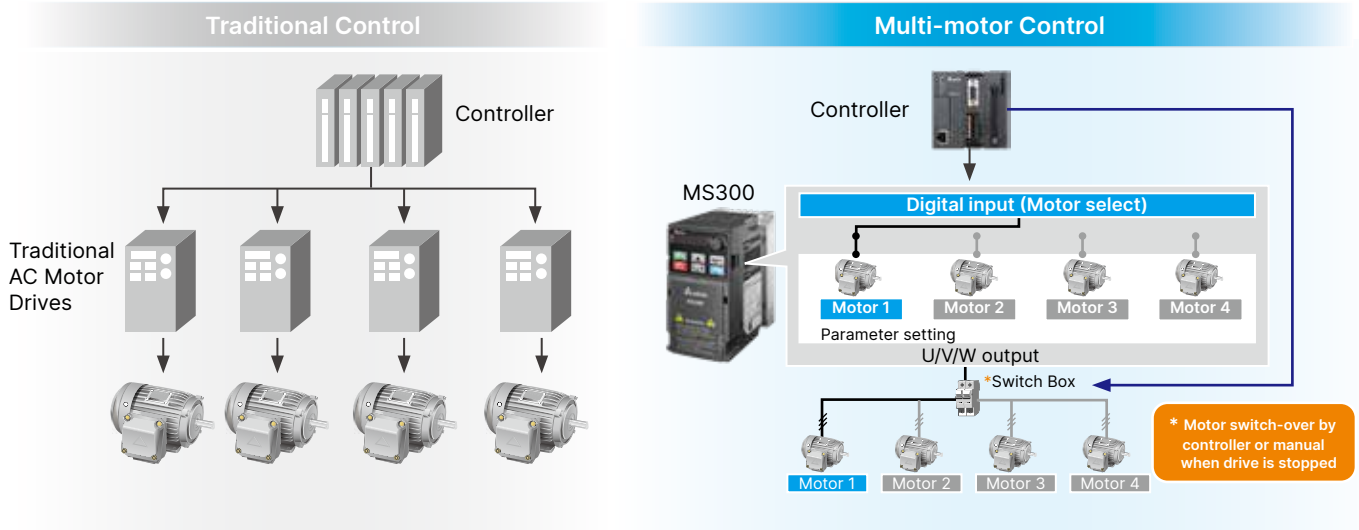 Traditional Control
Controller
Traditional
AC Motor
Drives
Multi-motor Control
Controller
MS300
Digital input (Motor select)
Motor 1
Motor 2
Motor 3
Motor 4
Parameter setting
U/V/W output
*Switch Box
Motor 1
Motor 2
Motor 3
Motor 4
* Motor switch-over by
controller or manual
when drive is stopped